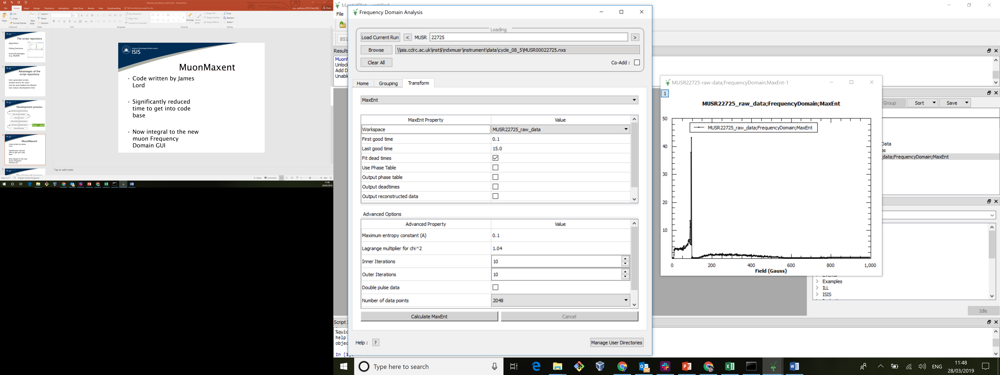 Mantid_and_Muons_2019_Ant - PowerPoint
File Home Insert Design Transitions Animations Slide Show Review View Storyboarding Tell me what you want to do...
Lim, Anthony (STFC,RAL,ISIS) Share
Paste
Cut
Copy
Format Painter
Clipboard
New Slide
Layout
Reset
Section
Slides
Font
Text Direction
Align Text
Convert to SmartArt
Paragraph
Arrange
Quick Styles
Shape Fill
Shape Outline
Shape Effects
Drawing
Find
Replace
Select
Editing
1
The script repository
· Algorithms
· Fitting functions
· External packages
(e.g. MuESR)
2
Advantages of the
script repository
· User generated scripts
· Instant access for users
· Can be auto-loaded into Mantid
· Can reduce development time
3
Development process
4
MuonMaxent
· Code written by James
Lord
· Significantly reduced
time to get into code
base
· Now integral to the new
muon Frequency
Domain GUI
5
Science & Technology Facilities Council
ISIS
MuonMaxent
· Code written by James
Lord
· Significantly reduced
time to get into code
base
· Now integral to the new
muon Frequency
Domain GUI
Tap to add notes
Slide 4 of 7 English (United Kingdom)
Notes Comments 66%
11:48
28/03/2019
MantidPlot - untitled
File
851
Results
Muon
Unlock
Add D
Unabl
Frequency Domain Analysis
Loading
Load Current Run < MUSR 22725 >
Browse \\isis.cclrc.ac.uk\inst$\ndxmusr\instrument\data\cycle_08_5\MUSR00022725.nxs
Clear All Co-Add :
Home Grouping Transform
MaxEnt
MaxEnt Property Value
Workspace MUSR22725_raw_data
First good time 0.1
Last good time 15.0
Fit dead times
Use Phase Table
Output phase table
Output deadtimes
Output reconstructed data
Advanced Options
Advanced Property Value
Maximum entropy constant (A) 0.1
Lagrange multiplier for chi^2 1.04
Inner Iterations 10
Outer Iterations 10
Double pulse data
Number of data points 2048
Calculate MaxEnt Cancel
Help : ? Manage User Directories
MUSR22725-raw-data;FrequencyDomain;MaxEnt-1
1
MUSR22725_raw_data;FrequencyDomain;MaxEnt
MUSR22725_raw_data;FrequencyDomain;MaxEnt
50
40
30
20
10
0 200 400 600 800 1,000
Field (Gauss)
Group Sort Save
Data
ps
_data;FrequencyDomain;MaxEnt
Events
Examples
ILL
ISIS
Idle
Script I
%quic
help
objec
In [1]:
Type here to search
ENG
11:48
28/03/2019